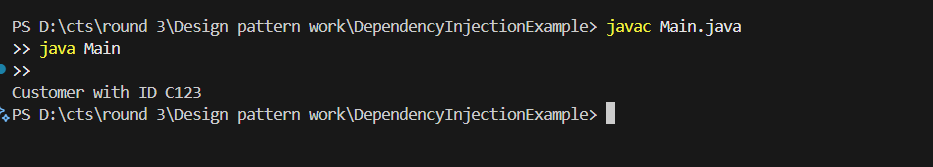 PS D:\cts\round 3\Design pattern work\DependencyInjectionExample> javac Main.java
>> java Main
>>
Customer with ID C123
PS D:\cts\round 3\Design pattern work\DependencyInjectionExample>